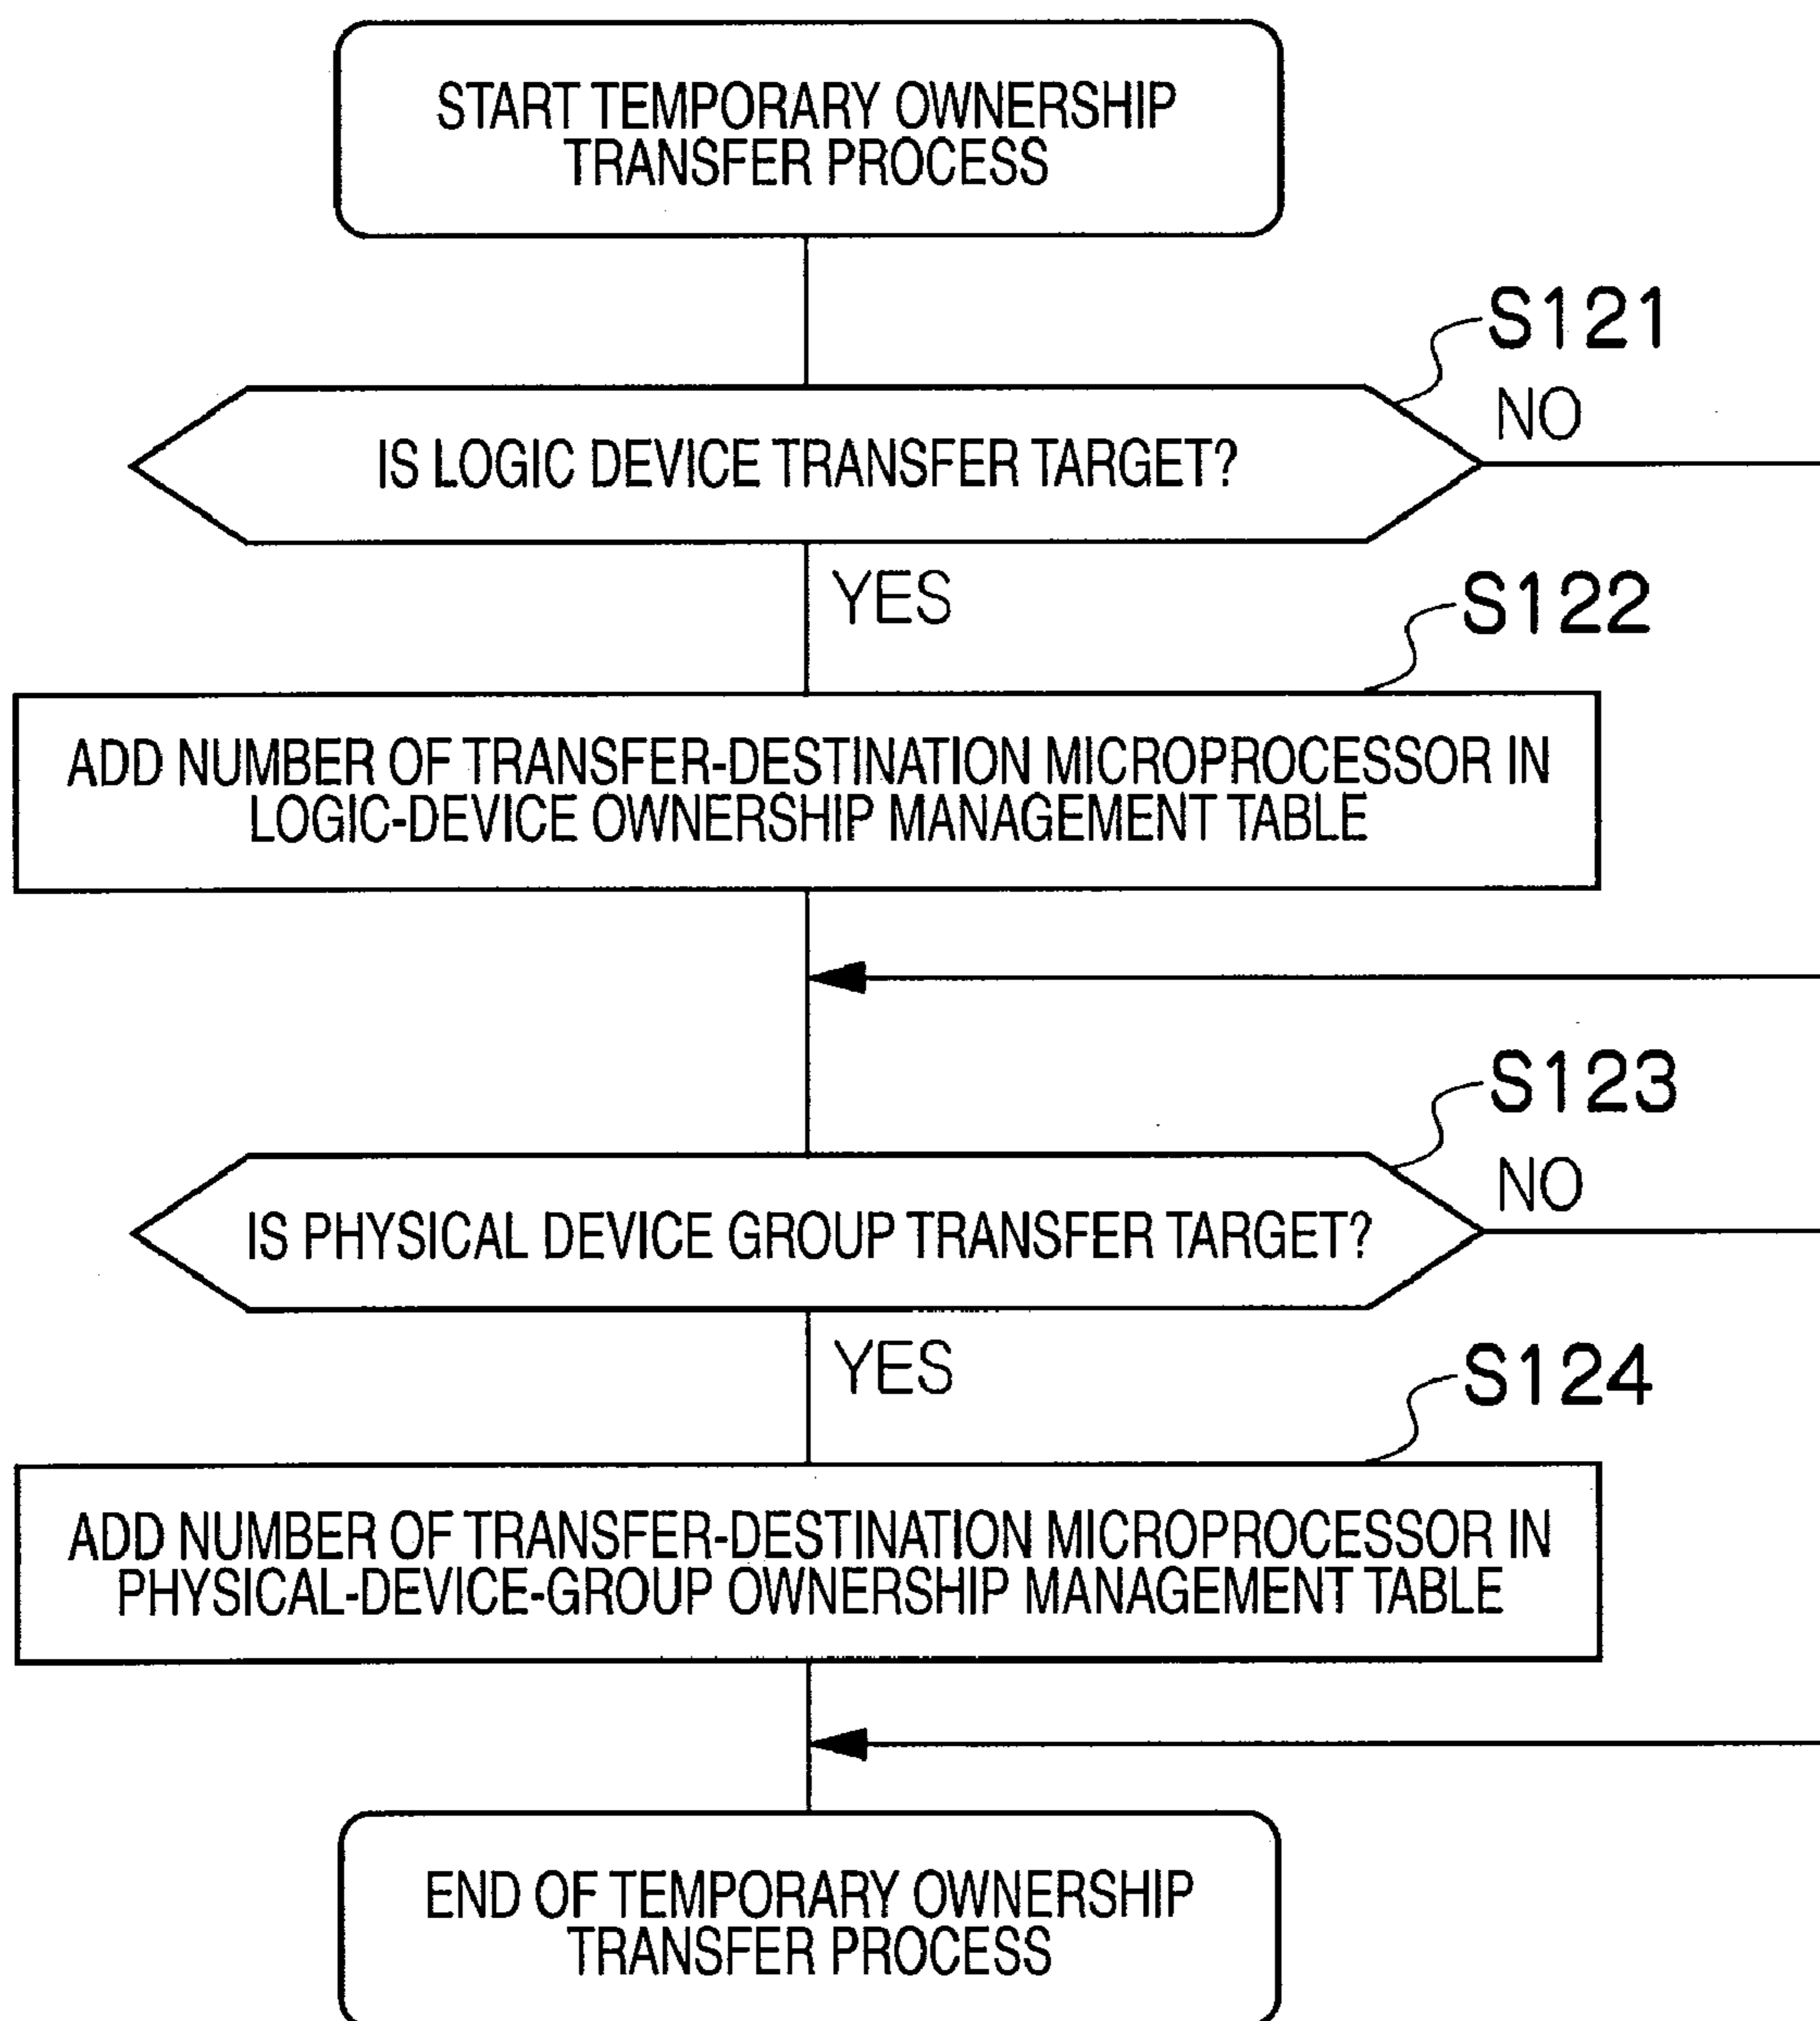 START TEMPORARY OWNERSHIP
TRANSFER PROCESS
S121
NO
IS LOGIC DEVICE TRANSFER TARGET?
YES
S122
ADD NUMBER OF TRANSFER-DESTINATION MICROPROCESSOR IN
LOGIC-DEVICE OWNERSHIP MANAGEMENT TABLE
S123
NO
IS PHYSICAL DEVICE GROUP TRANSFER TARGET?
YES
S124
ADD NUMBER OF TRANSFER-DESTINATION MICROPROCESSOR IN
PHYSICAL-DEVICE-GROUP OWNERSHIP MANAGEMENT TABLE
END OF TEMPORARY OWNERSHIP
TRANSFER PROCESS